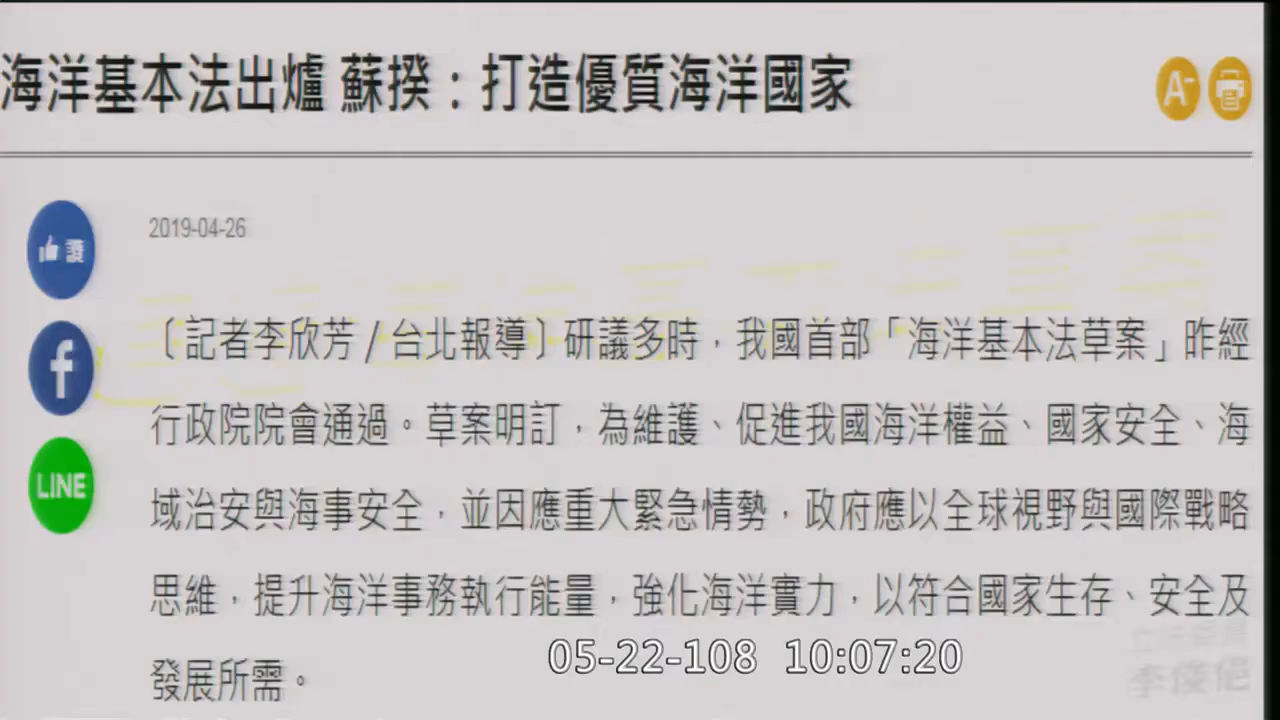 海洋基本法出爐 蘇揆：打造優質海洋國家
A-
讚
2019-04-26
f
〔記者李欣芳／台北報導〕研議多時，我國首部「海洋基本法草案」昨經
行政院院會通過。草案明訂，為維護、促進我國海洋權益、國家安全、海
LINE
域治安與海事安全，並因應重大緊急情勢，政府應以全球視野與國際戰略
思維，提升海洋事務執行能量，強化海洋實力，以符合國家生存、安全及
發展所需。
05-22-108 10:07:20
立法委員
李俊俋